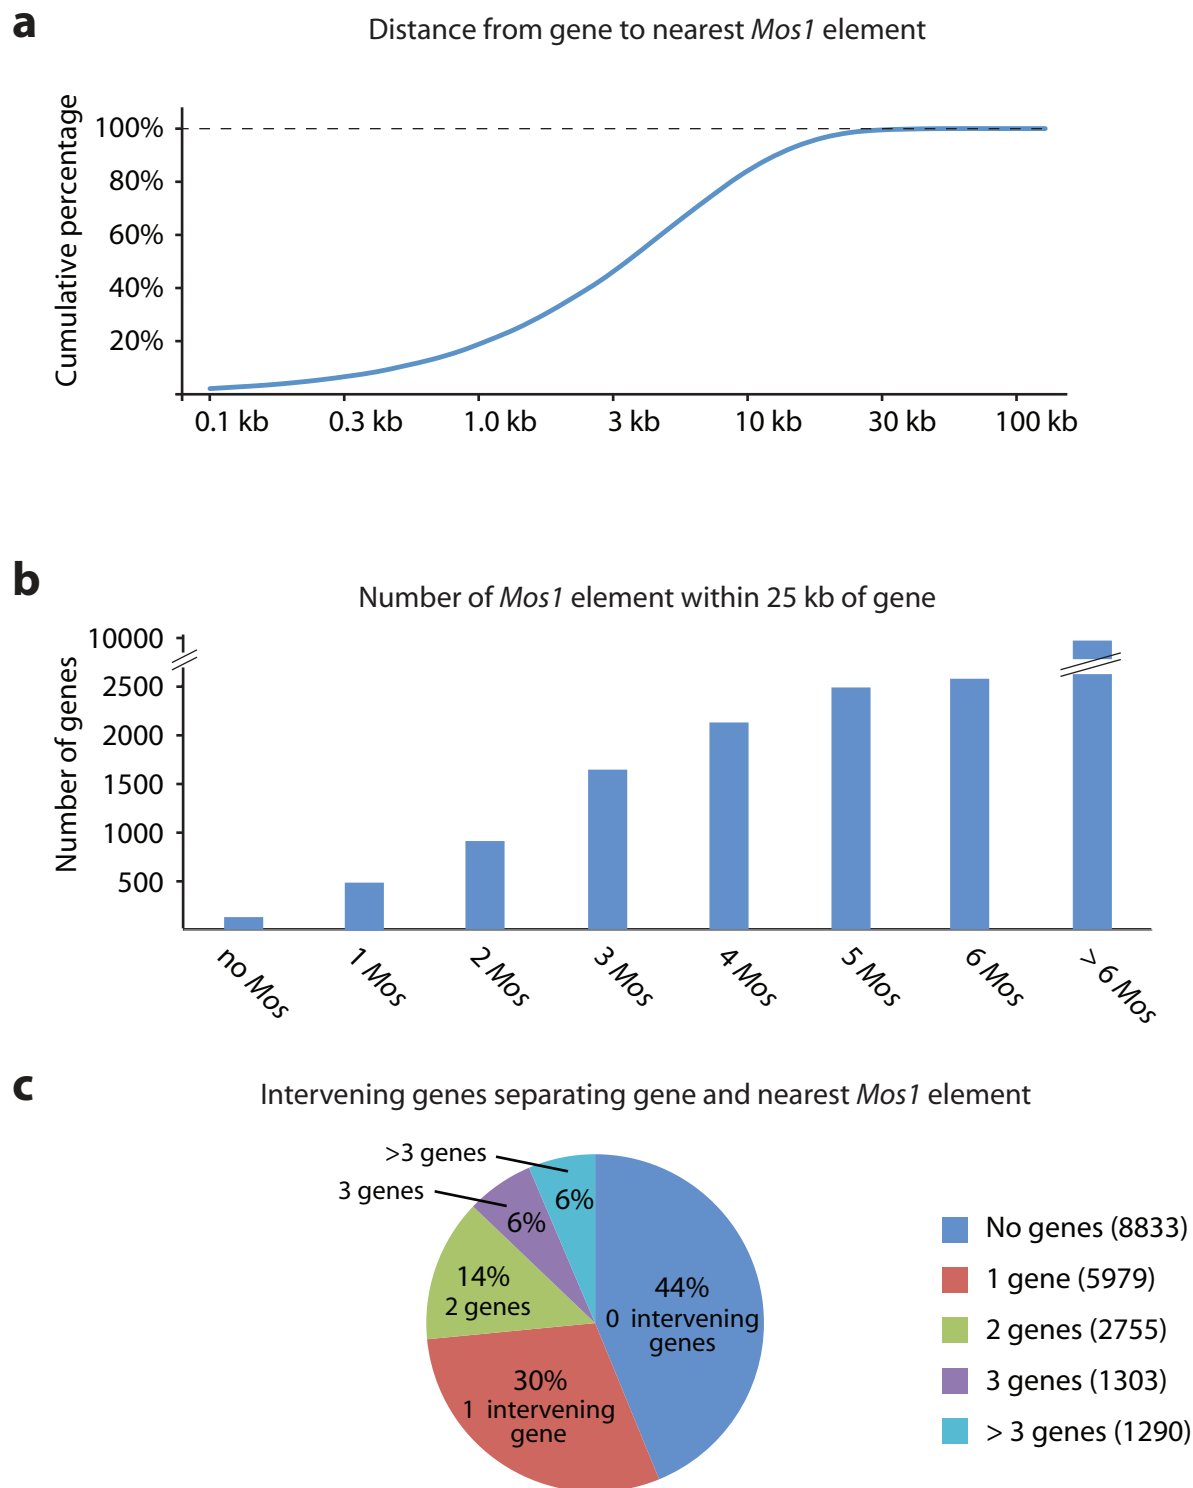 a
Distance from gene to nearest Mos1 element
Cumulative percentage
100%
80%
60%
40%
20%
0.1 kb
0.3 kb
1.0 kb
3 kb
10 kb
30 kb
100 kb
b
Number of Mos1 element within 25 kb of gene
Number of genes
10000
2500
2000
1500
1000
500
no Mos
1 Mos
2 Mos
3 Mos
4 Mos
5 Mos
6 Mos
> 6 Mos
c
Intervening genes separating gene and nearest Mos1 element
>3 genes
3 genes
6%
6%
14%
2 genes
44%
0 intervening
genes
30%
1 intervening
gene
No genes (8833)
1 gene (5979)
2 genes (2755)
3 genes (1303)
> 3 genes (1290)